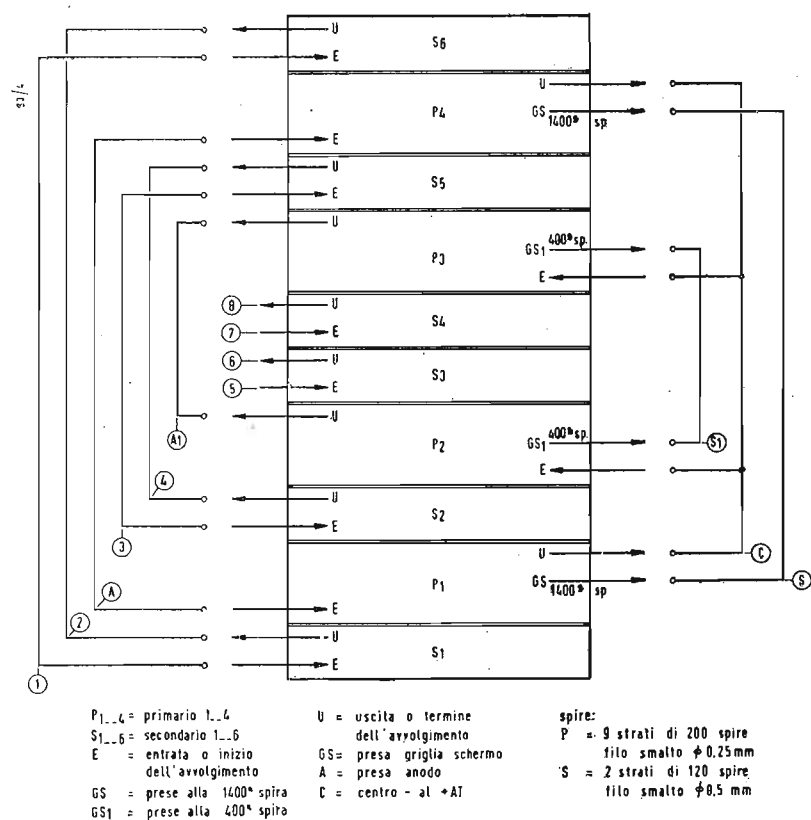 U
S6
E
93/4
U
P4
GS
1400ª sp
E
U
S5
E
U
400ª sp.
GS1
P3
E
8
U
S4
7
E
6
U
S3
5
E
U
A1
400ª sp.
GS1
S1
P2
E
4
U
S2
E
3
U
C
P1
A
GS
1400ª sp
S
E
2
U
S1
E
1
P1--4 = primario 1--4
S1--6 = secondario 1--6
E = entrata o inizio
dell'avvolgimento
GS = prese alla 1400ª spira
GS1 = prese alla 400ª spira
U = uscita o termine
dell'avvolgimento
GS= presa griglia schermo
A = presa anodo
C = centro - al +AT
spire:
P = 9 strati di 200 spire
filo smalto ϕ 0,25mm
S = 2 strati di 120 spire
filo smalto ϕ0,5 mm